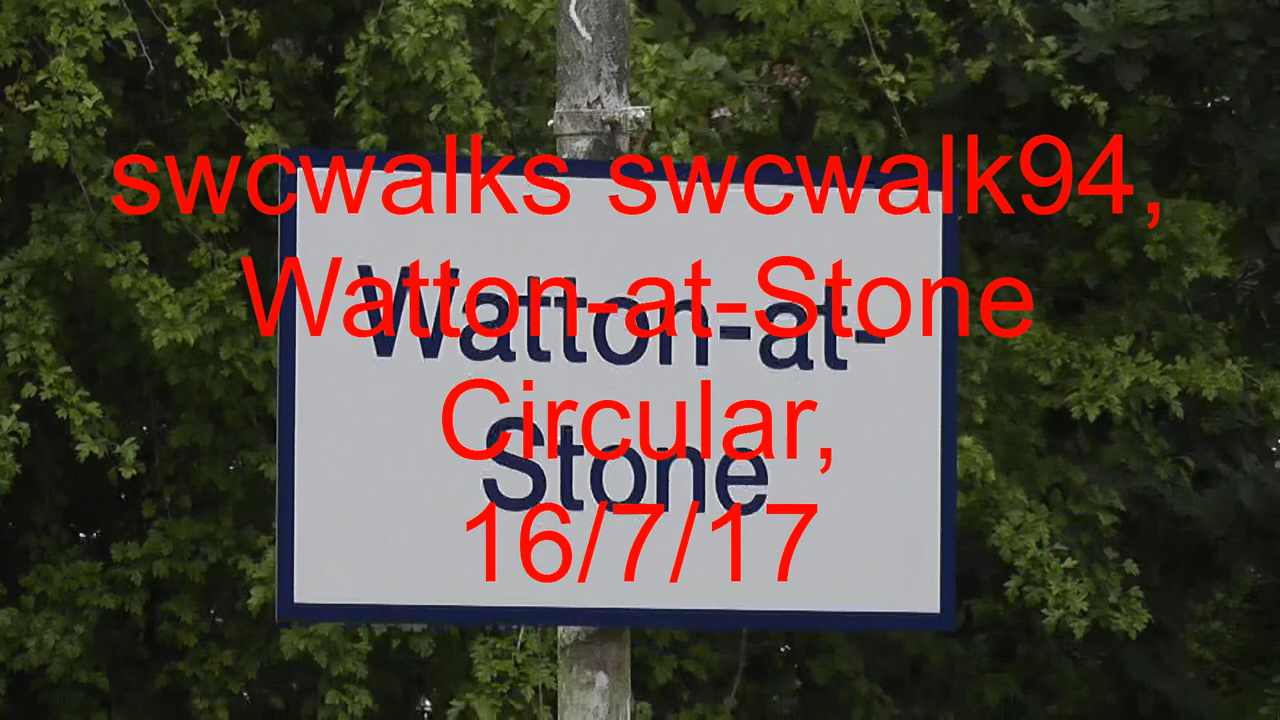 swcwalks swcwalk94,
Watton-at-Stone
Circular,
16/7/17
Watton-at-
Stone